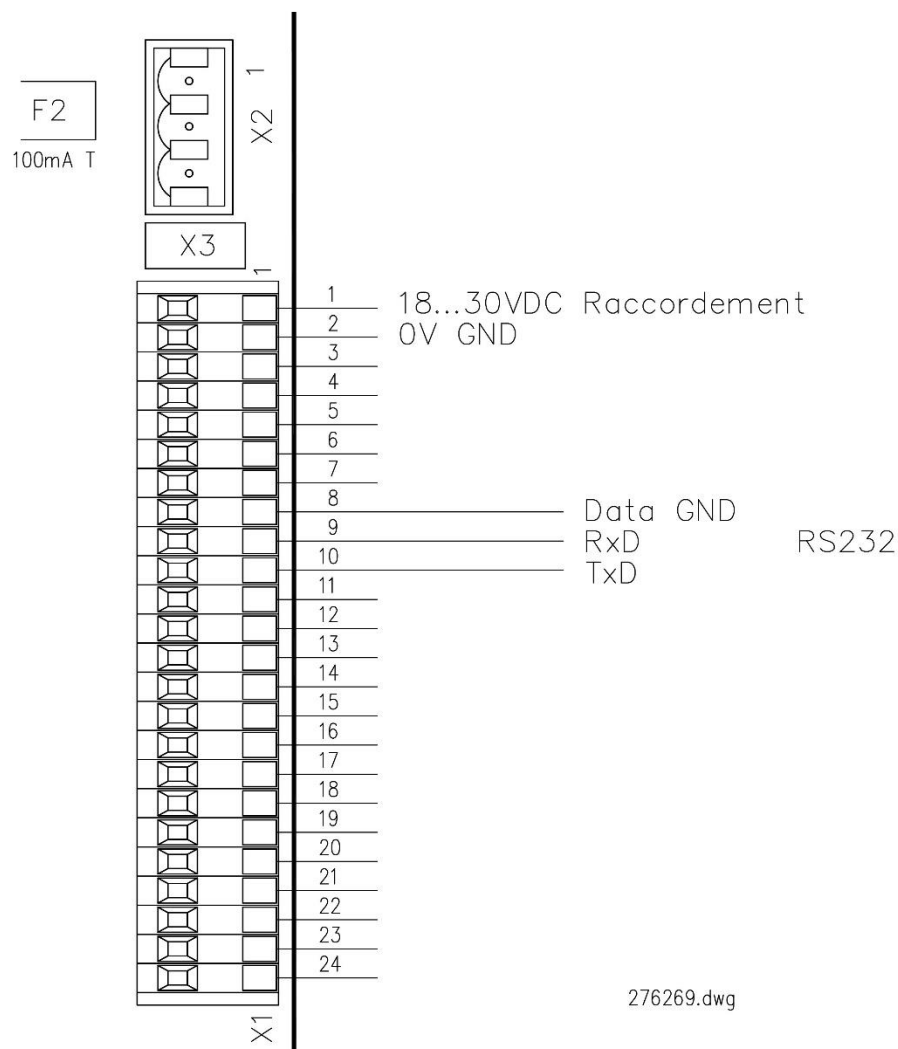 F2
100mA T
1
X2
X3
1
1 18...30VDC Raccordement
2 0V GND
3
4
5
6
7
8 Data GND
9 RxD RS232
10 TxD
11
12
13
14
15
16
17
18
19
20
21
22
23
24
276269.dwg
X1